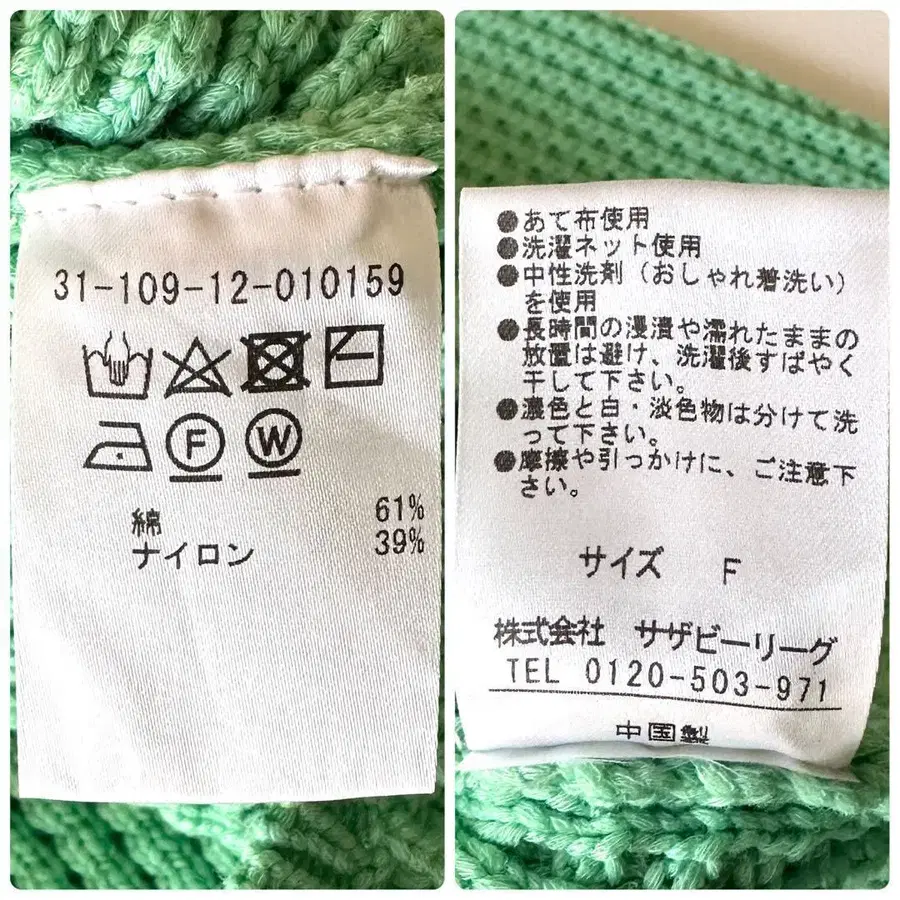 31-109-12-010159
F W
綿 61%
ナイロン 39%
●あて布使用
●洗濯ネット使用
●中性洗剤（おしゃれ着洗い）
を使用
●長時間の浸漬や濡れたままの
放置は避け、洗濯後すばやく
干して下さい。
●濃色と白・淡色物は分けて洗
って下さい。
●摩擦や引っかけに、ご注意下
さい。
サイズ F
株式会社 サザビーリーグ
TEL 0120-503-971
中国製